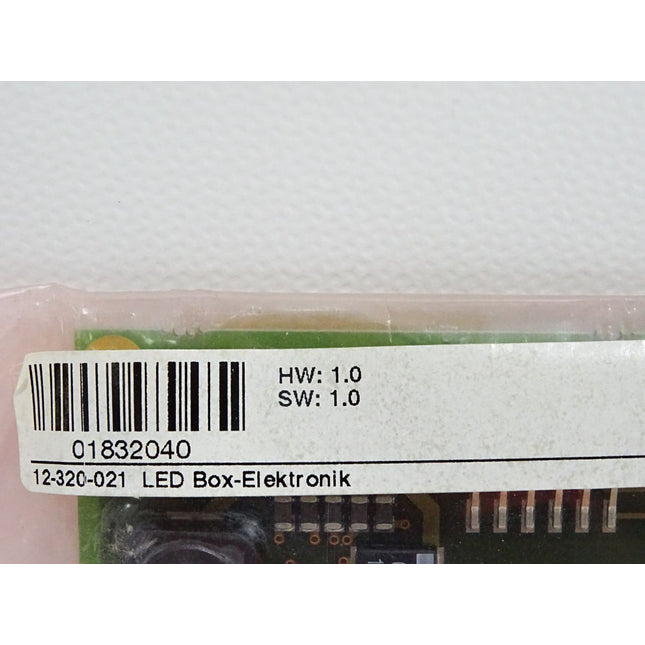 HW: 1.0
SW: 1.0
01832040
12-320-021 LED Box-Elektronik